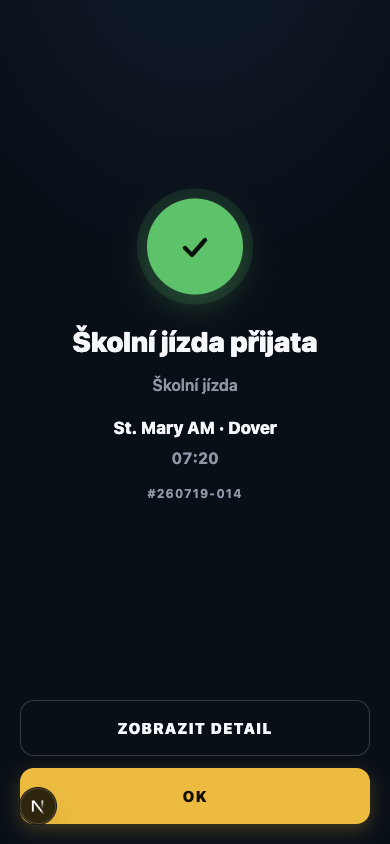 Školní jízda přijata
Školní jízda
St. Mary AM · Dover
07:20
#260719-014
ZOBRAZIT DETAIL
OK
N